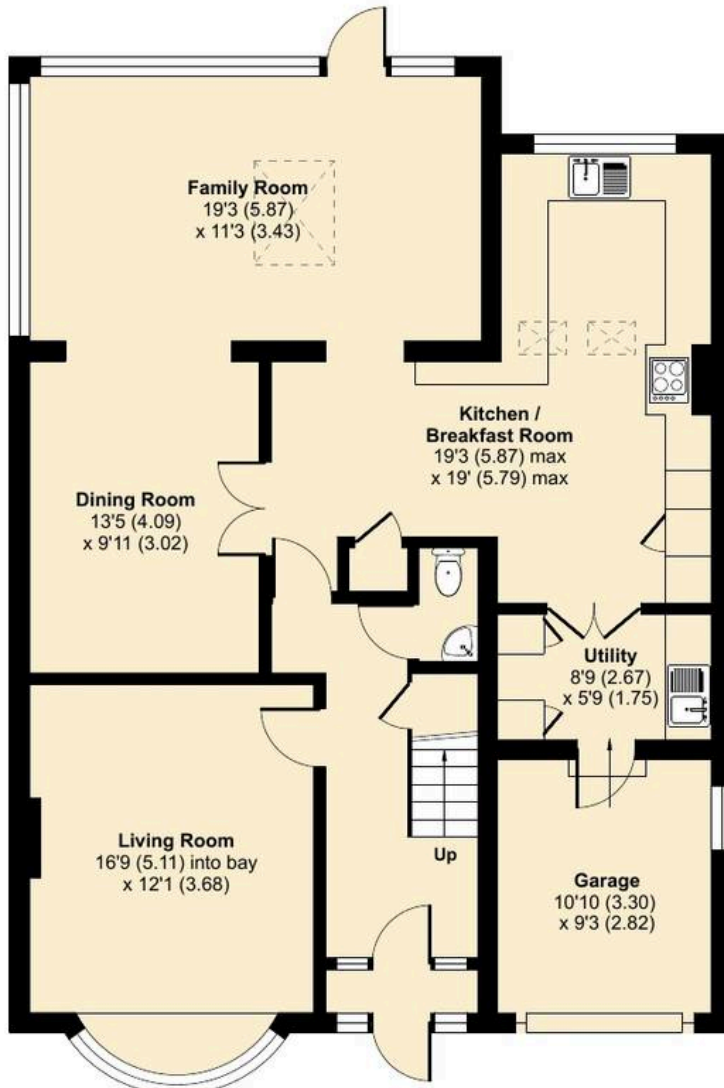 Family Room
19'3 (5.87)
x 11'3 (3.43)
Kitchen /
Breakfast Room
19'3 (5.87) max
x 19' (5.79) max
Dining Room
13'5 (4.09)
x 9'11 (3.02)
Utility
8'9 (2.67)
x 5'9 (1.75)
Living Room
16'9 (5.11) into bay
x 12'1 (3.68)
Up
Garage
10'10 (3.30)
x 9'3 (2.82)